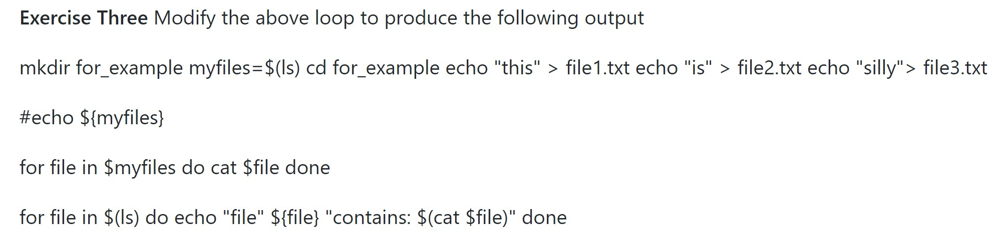 Exercise Three Modify the above loop to produce the following output
mkdir for_example myfiles=$(ls) cd for_example echo "this" > file1.txt echo "is" > file2.txt echo "silly"> file3.txt
#echo ${myfiles}
for file in $myfiles do cat $file done
for file in $(ls) do echo "file" ${file} "contains: $(cat $file)" done